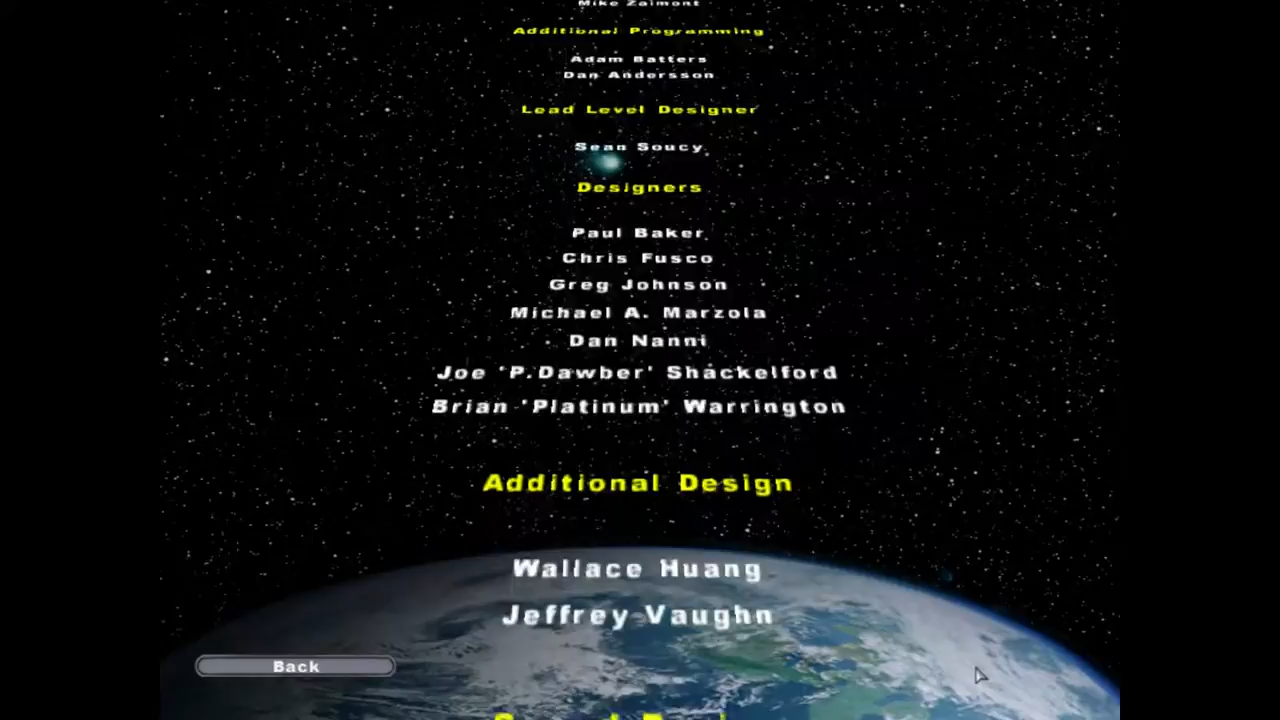 Mike Zaimont
Additional Programming
Adam Batters
Dan Andersson
Lead Level Designer
Sean Soucy
Designers
Paul Baker
Chris Fusco
Greg Johnson
Michael A. Marzola
Dan Nanni
Joe 'P.Dawber' Shackelford
Brian 'Platinum' Warrington
Additional Design
Wallace Huang
Jeffrey Vaughn
Back